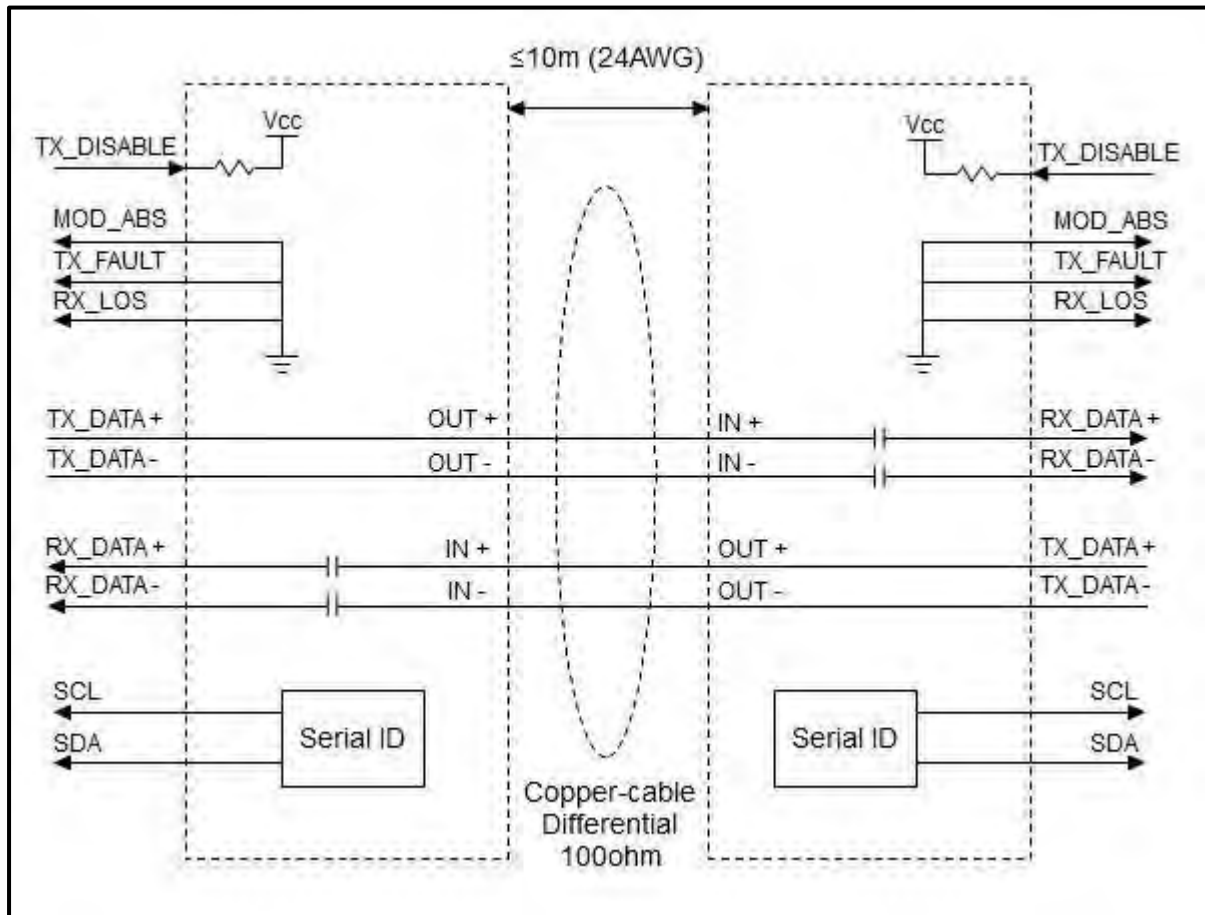 ≤10m (24AWG)
Vcc
TX_DISABLE
MOD_ABS
TX_FAULT
RX_LOS
TX_DATA+
OUT +
TX_DATA-
OUT -
RX_DATA+
IN +
RX_DATA-
IN -
SCL
SDA
Serial ID
Vcc
TX_DISABLE
MOD_ABS
TX_FAULT
RX_LOS
IN +
RX_DATA+
IN -
RX_DATA-
OUT +
TX_DATA+
OUT -
TX_DATA-
Serial ID
SCL
SDA
Copper-cable
Differential
100ohm